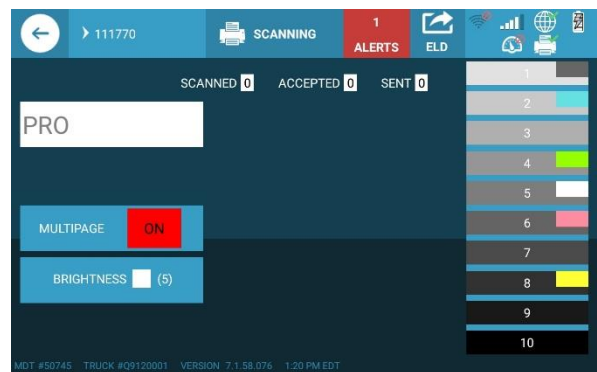 111770
SCANNING
1
ALERTS
ELD
SCANNED 0 ACCEPTED 0 SENT 0
PRO
MULTIPAGE ON
BRIGHTNESS (5)
1
2
3
4
5
6
7
8
9
10
MDT #50745 TRUCK #Q9120001 VERSION 7.1.58.076 1:20 PM EDT